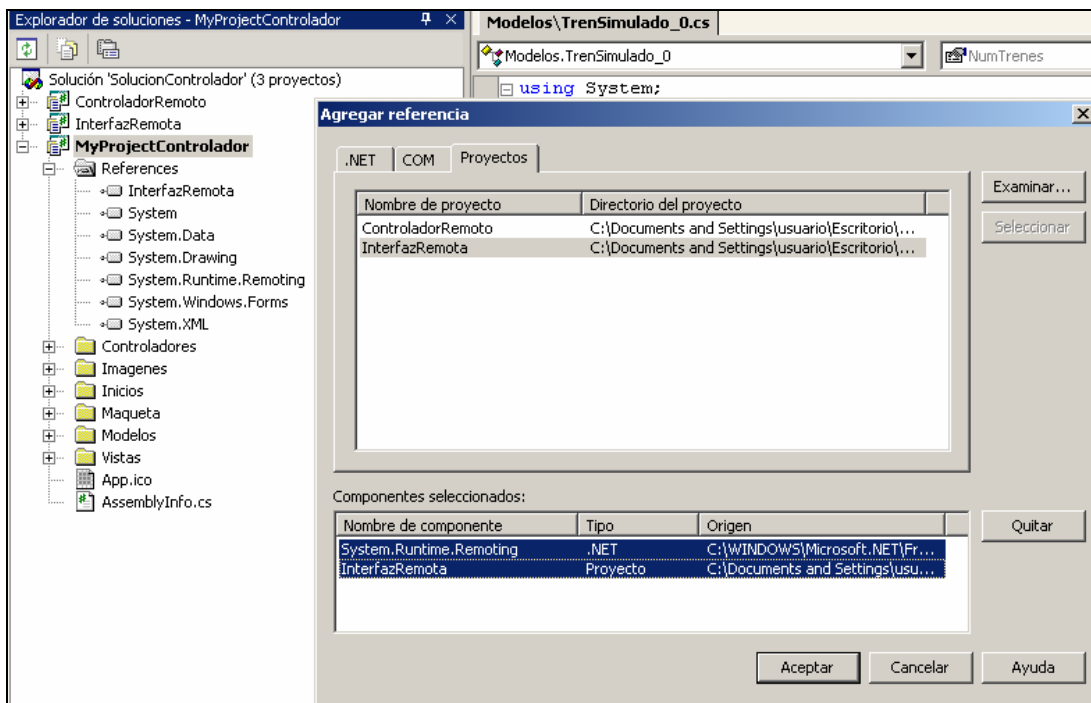 Explorador de soluciones - MyProjectControlador
Solución 'SolucionControlador' (3 proyectos)
ControladorRemoto
InterfazRemota
MyProjectControlador
References
InterfazRemota
System
System.Data
System.Drawing
System.Runtime.Remoting
System.Windows.Forms
System.XML
Controladores
Imagenes
Inicios
Maqueta
Modelos
Vistas
App.ico
AssemblyInfo.cs
Modelos\TrenSimulado_0.cs
Modelos.TrenSimulado_0 NumTrenes
using System;
Agregar referencia
.NET COM Proyectos
Nombre de proyecto Directorio del proyecto
ControladorRemoto C:\Documents and Settings\usuario\Escritorio\...
InterfazRemota C:\Documents and Settings\usuario\Escritorio\...
Examinar...
Seleccionar
Componentes seleccionados:
Nombre de componente Tipo Origen
System.Runtime.Remoting .NET C:\WINDOWS\Microsoft.NET\Fr...
InterfazRemota Proyecto C:\Documents and Settings\usu...
Quitar
Aceptar Cancelar Ayuda